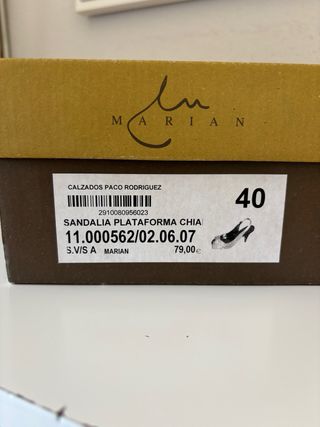 MARIAN
CALZADOS PACO RODRIGUEZ
40
2910080956023
SANDALIA PLATAFORMA CHIA
11.000562/02.06.07
S.V/S A MARIAN 79,00€